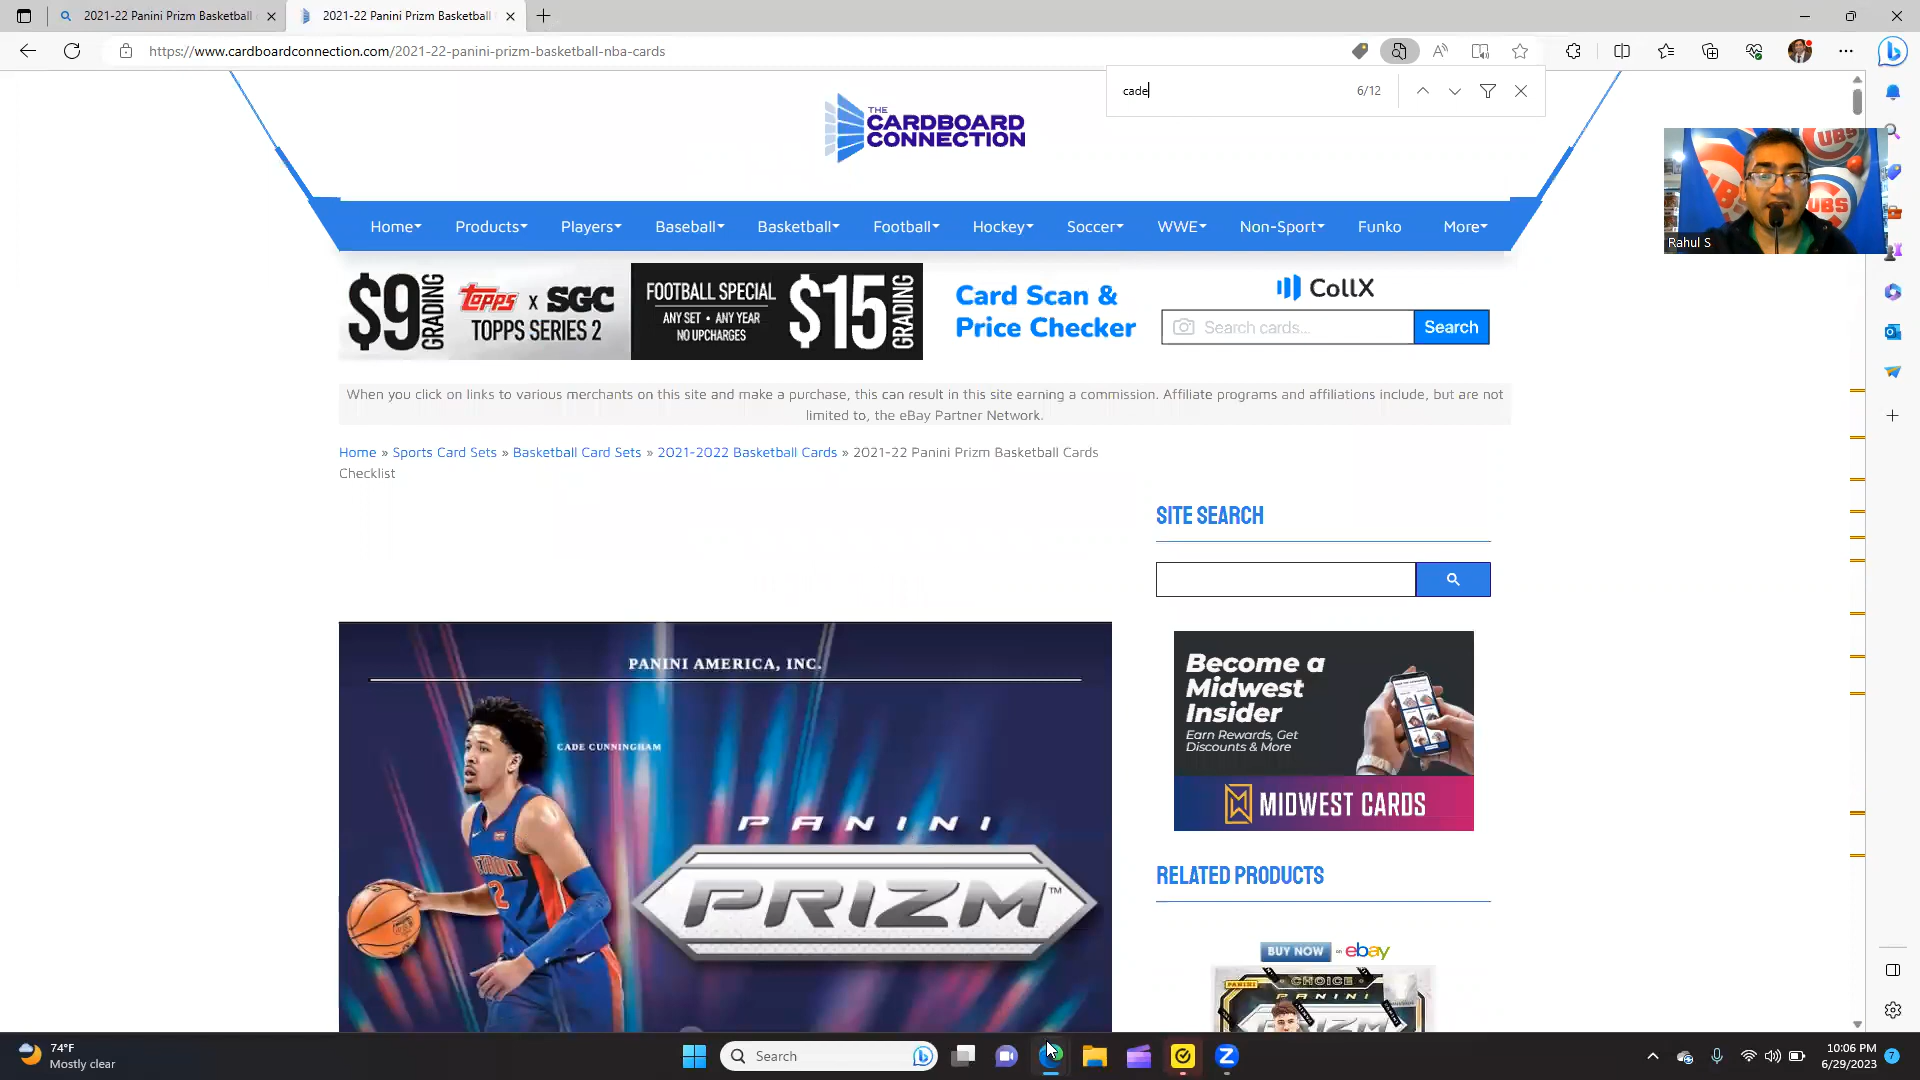 2021-22 Panini Prizm Basketball
2021-22 Panini Prizm Basketball
https://www.cardboardconnection.com/2021-22-panini-prizm-basketball-nba-cards
cade
6/12
THE
CARDBOARD
CONNECTION
Rahul S
Home Products Players Baseball Basketball Football Hockey Soccer WWE Non-Sport Funko More
$9 GRADING
topps x SGC
TOPPS SERIES 2
FOOTBALL SPECIAL
ANY SET • ANY YEAR
NO UPCHARGES
$15 GRADING
Card Scan &
Price Checker
CollX
Search cards...
Search
When you click on links to various merchants on this site and make a purchase, this can result in this site earning a commission. Affiliate programs and affiliations include, but are not
limited to, the eBay Partner Network.
Home » Sports Card Sets » Basketball Card Sets » 2021-2022 Basketball Cards » 2021-22 Panini Prizm Basketball Cards
Checklist
SITE SEARCH
PANINI AMERICA, INC.
CADE CUNNINGHAM
DETROIT
2
PANINI
PRIZM™
Become a
Midwest
Insider
Earn Rewards, Get
Discounts & More
MIDWEST CARDS
RELATED PRODUCTS
BUY NOW on ebay
PANINI
CHOICE
PANINI
PRIZM
CUBS
74°F
Mostly clear
Search
10:06 PM
6/29/2023
7